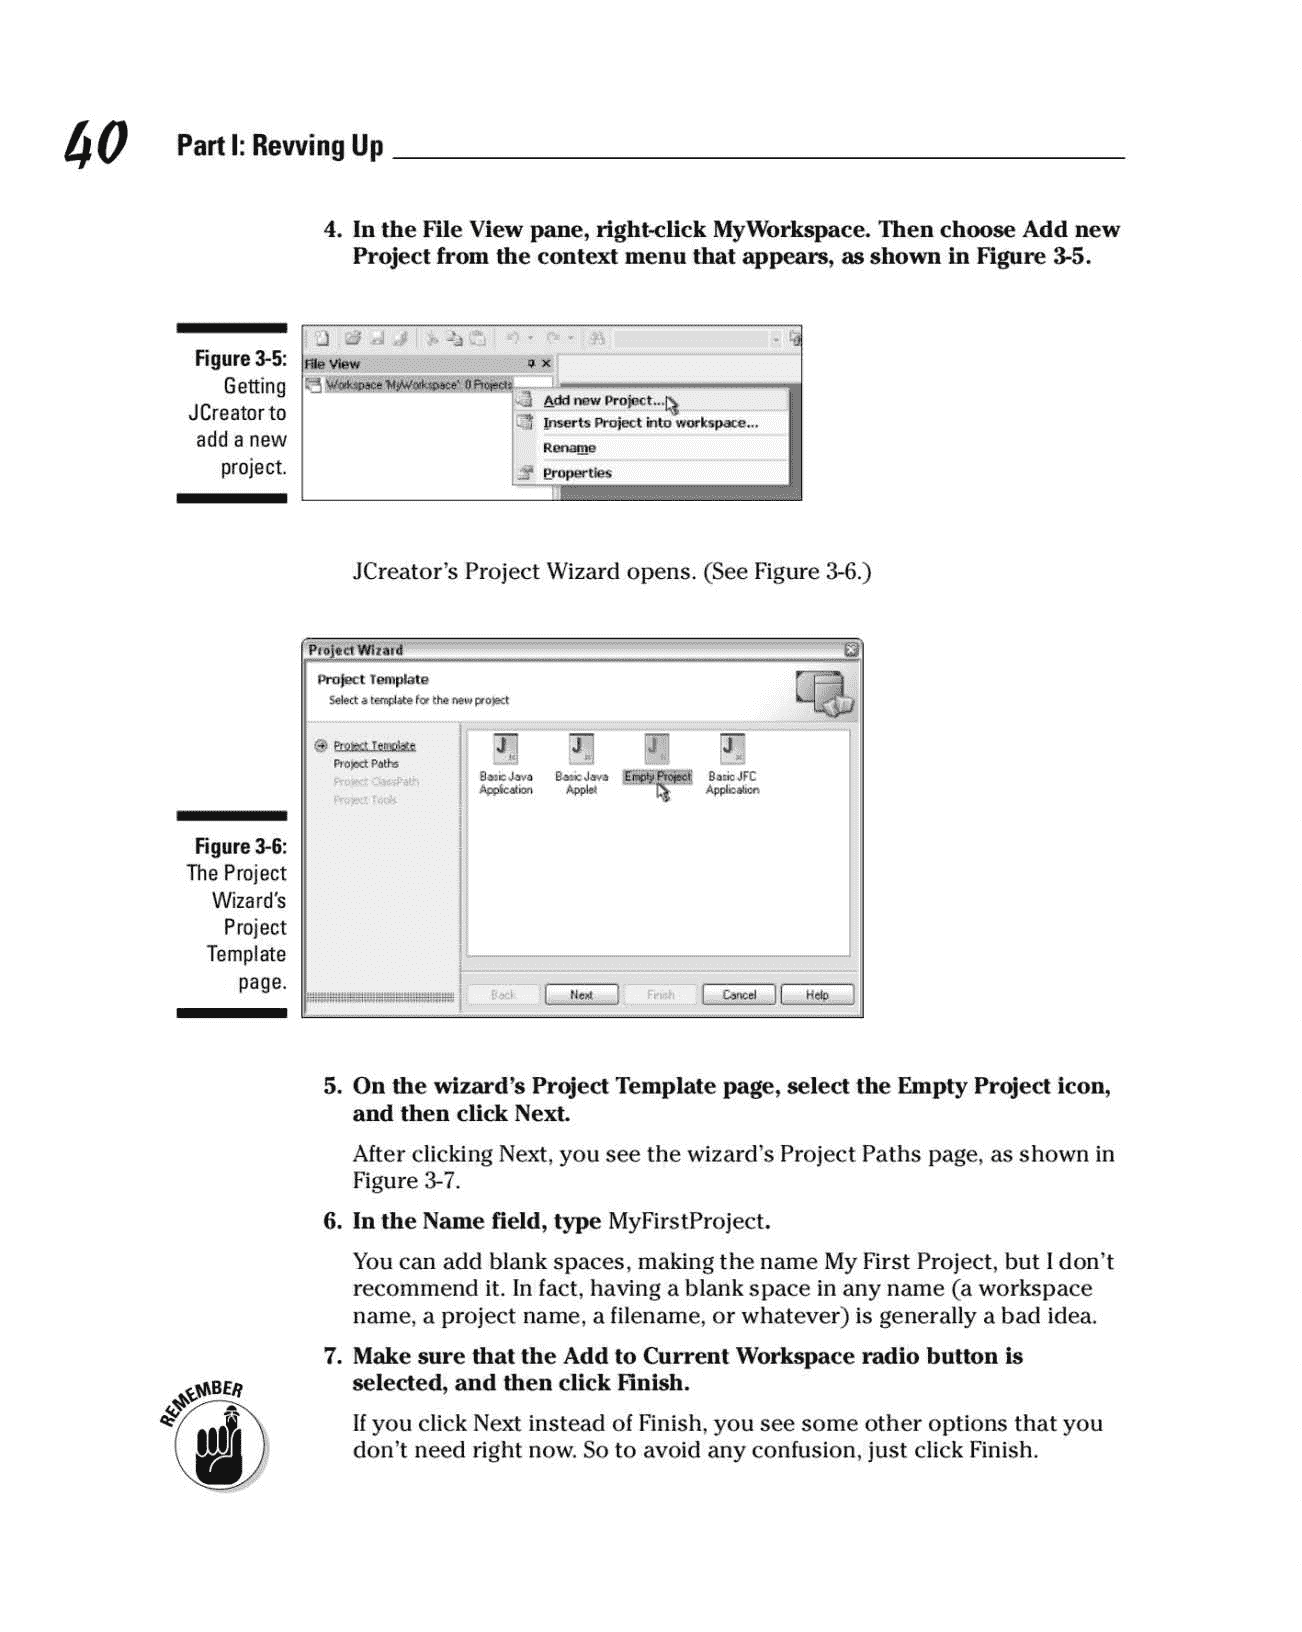 40
Part I: Revving Up
4. In the File View pane, right-click MyWorkspace. Then choose Add new
Project from the context menu that appears, as shown in Figure 3-5.
Figure 3-5:
Getting
JCreator to
add a new
project.
File View
Workspace 'MyWorkspace': 0 Projects
Add new Project...
Inserts Project into workspace...
Rename
Properties
JCreator's Project Wizard opens. (See Figure 3-6.)
Figure 3-6:
The Project
Wizard's
Project
Template
page.
Project Wizard
Project Template
Select a template for the new project
Project Template
Project Paths
Project ClassPath
Project Tools
Basic Java
Application
Basic Java
Applet
Empty Project
Basic JFC
Application
Back
Next
Finish
Cancel
Help
5. On the wizard's Project Template page, select the Empty Project icon,
and then click Next.
After clicking Next, you see the wizard's Project Paths page, as shown in
Figure 3-7.
6. In the Name field, type MyFirstProject.
You can add blank spaces, making the name My First Project, but I don't
recommend it. In fact, having a blank space in any name (a workspace
name, a project name, a filename, or whatever) is generally a bad idea.
7. Make sure that the Add to Current Workspace radio button is
selected, and then click Finish.
REMEMBER
If you click Next instead of Finish, you see some other options that you
don't need right now. So to avoid any confusion, just click Finish.